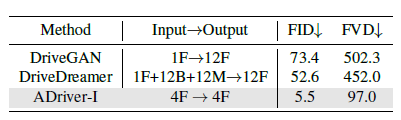 Method Input→Output FID↓ FVD↓
DriveGAN 1F→12F 73.4 502.3
DriveDreamer 1F+12B+12M→12F 52.6 452.0
ADriver-I 4F → 4F 5.5 97.0